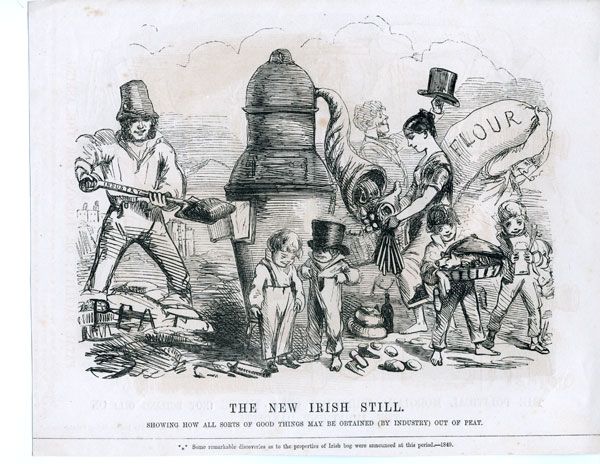 INDUSTRY
FLOUR
THE NEW IRISH STILL.
SHOWING HOW ALL SORTS OF GOOD THINGS MAY BE OBTAINED (BY INDUSTRY) OUT OF PEAT.
*** Some remarkable discoveries as to the properties of Irish bog were announced at this period.—1849.